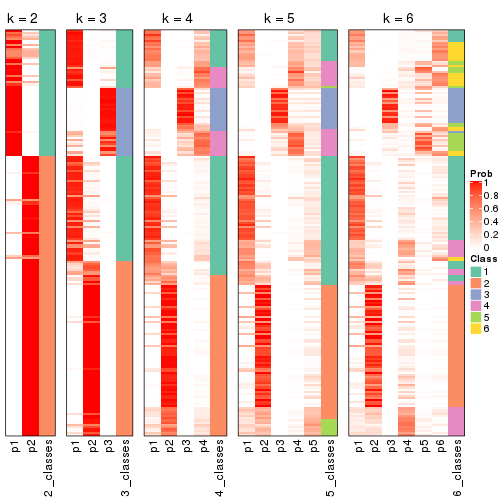 k = 2
k = 3
k = 4
k = 5
k = 6
Prob
1
0.8
0.6
0.4
0.2
0
Class
1
2
3
4
5
6
p1
p2
2_classes
p1
p2
p3
3_classes
p1
p2
p3
p4
4_classes
p1
p2
p3
p4
p5
5_classes
p1
p2
p3
p4
p5
p6
6_classes